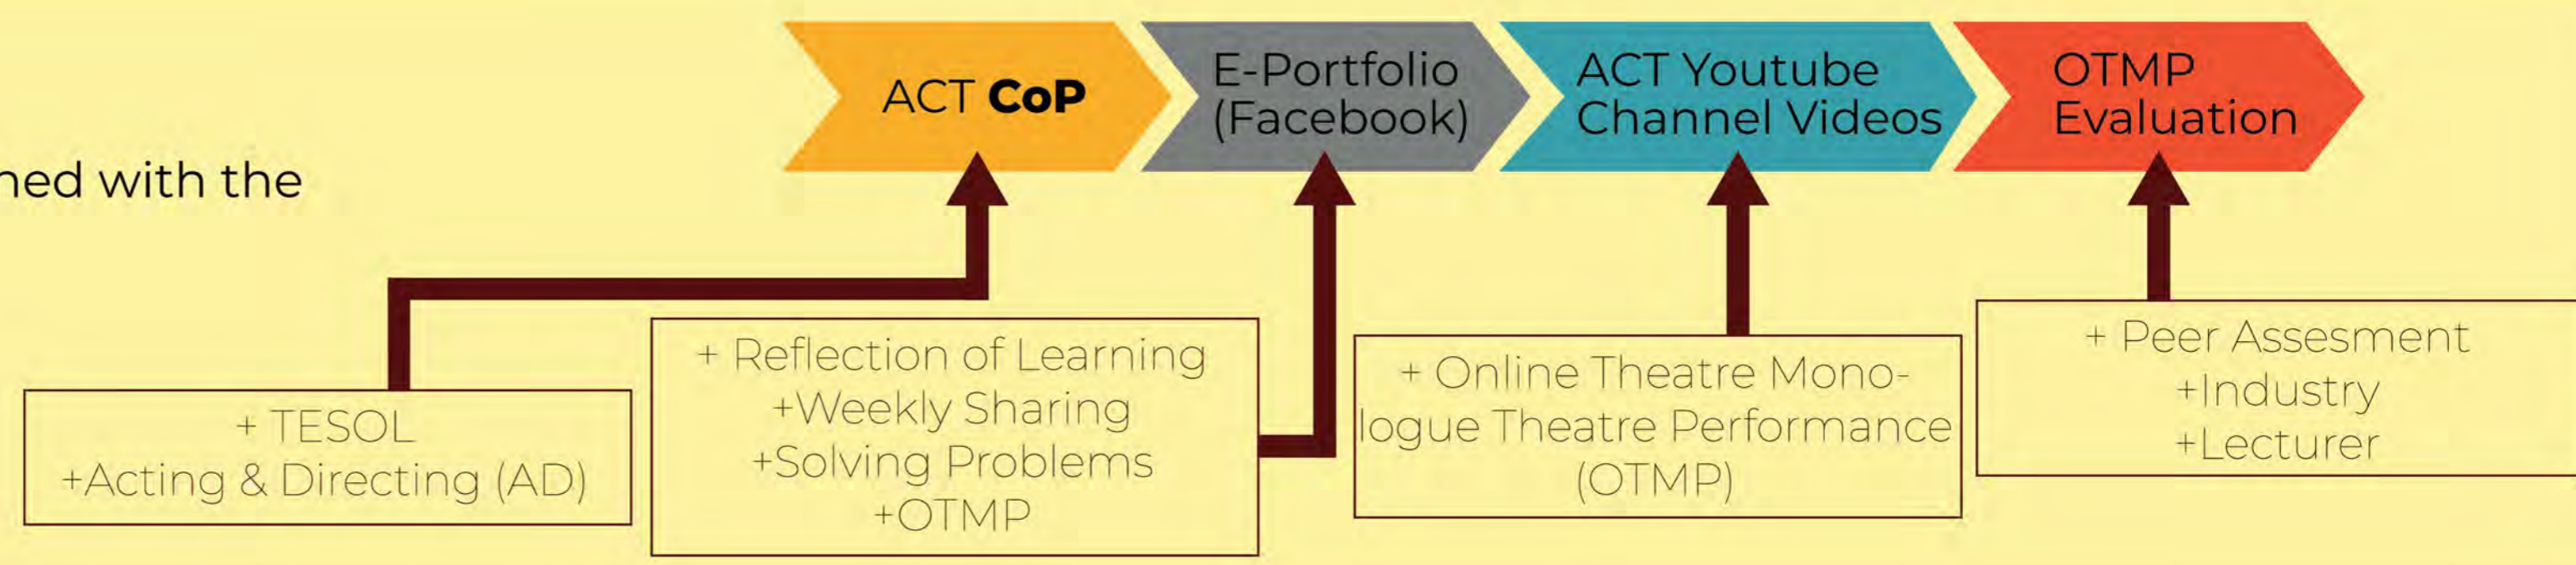 ACT CoP
E-Portfolio
(Facebook)
ACT Youtube
Channel Videos
OTMP
Evaluation
with the
+ TESOL
+Acting & Directing (AD)
+ Reflection of Learning
+Weekly Sharing
+Solving Problems
+OTMP
+ Online Theatre Mono-
logue Theatre Performance
(OTMP)
+ Peer Assesment
+Industry
+Lecturer